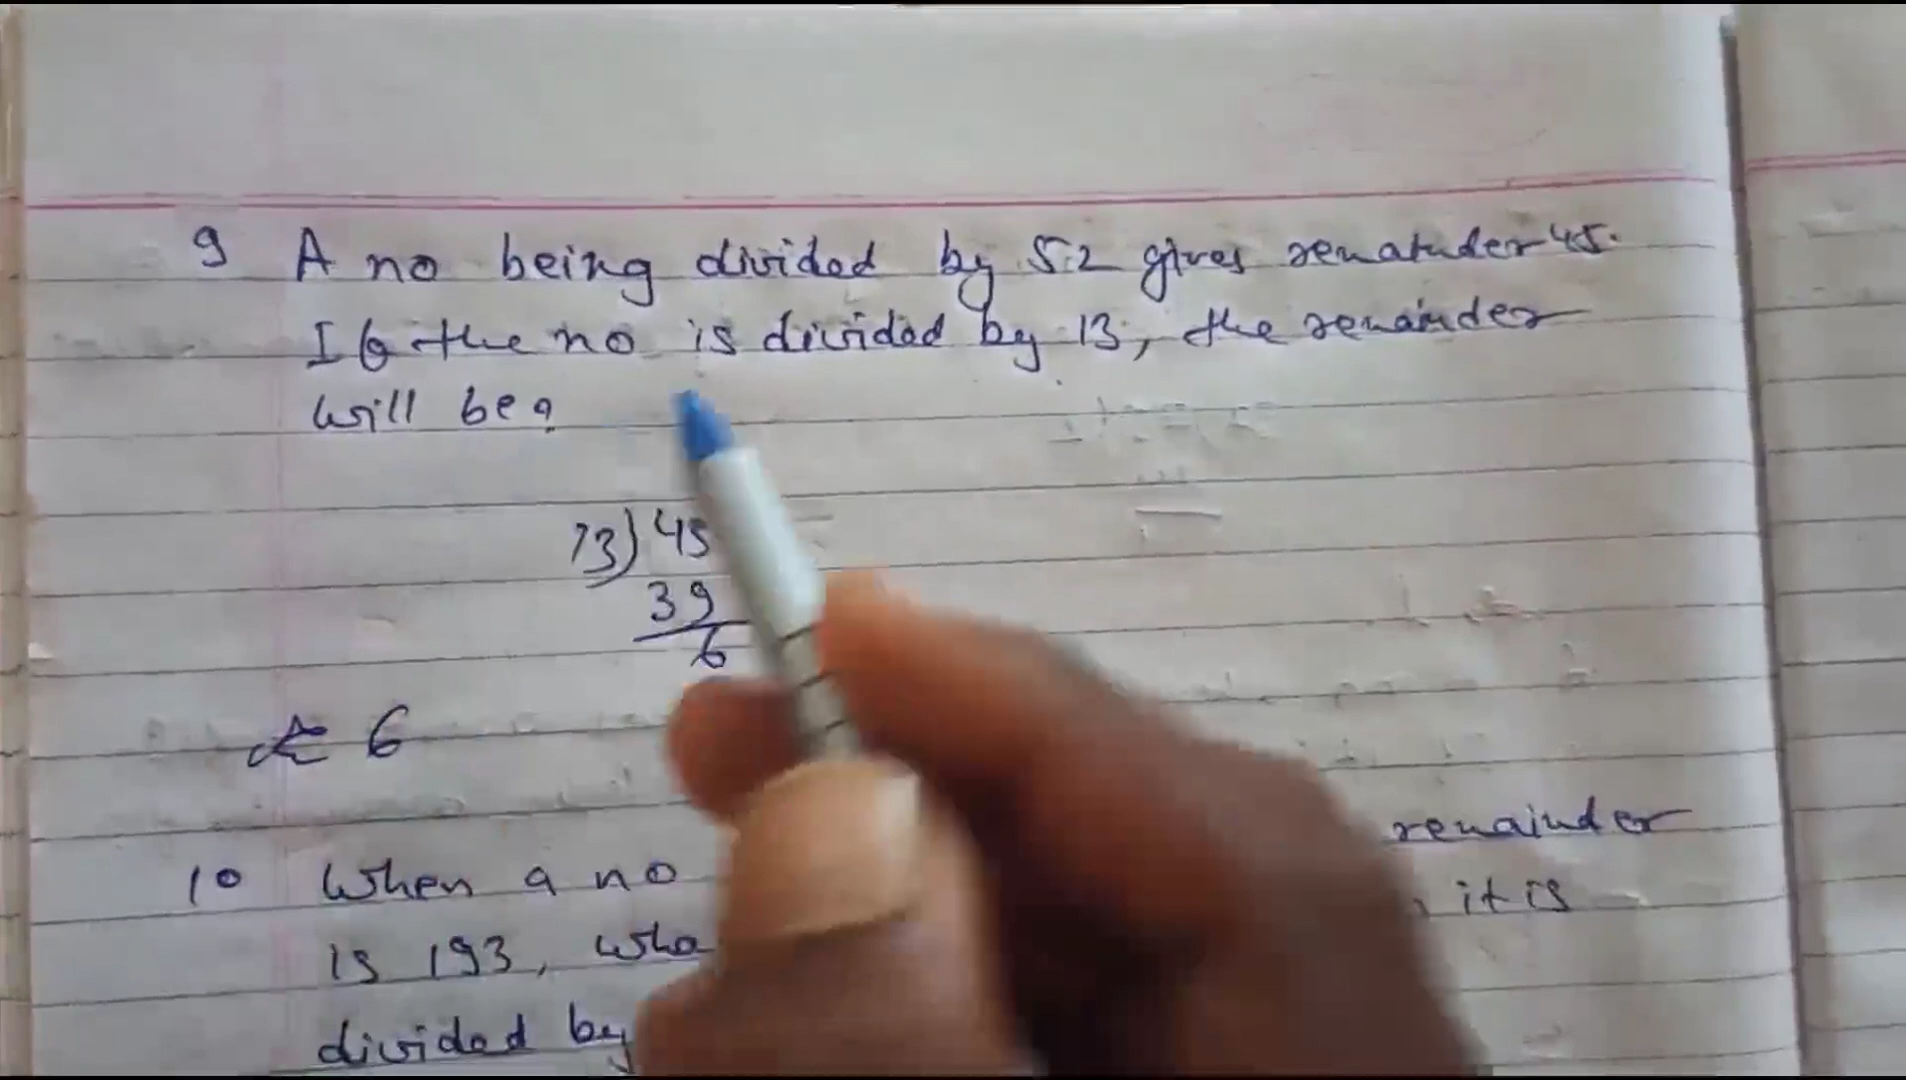 9 A no being divided by 52 gives remainder 45.
If the no is divided by 13, the remainder
will be?
13) 45
39
6
6
10 When a no remainder
is 193, it is
divided by